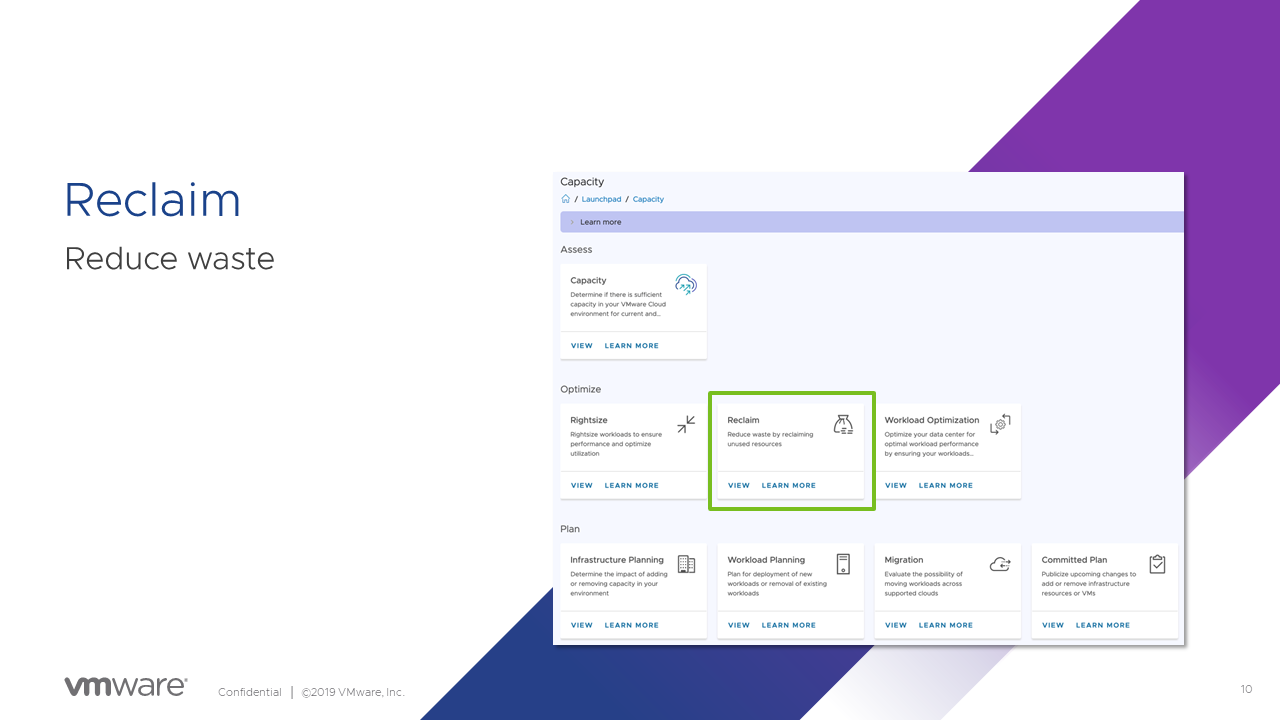 Reclaim
Reduce waste
Capacity
/ Launchpad / Capacity
Learn more
Assess
Capacity
Determine if there is sufficient
capacity in your VMware Cloud
environment for current and...
VIEW LEARN MORE
Optimize
Rightsize
Rightsize workloads to ensure
performance and optimize
utilization
VIEW LEARN MORE
Reclaim
Reduce waste by reclaiming
unused resources
VIEW LEARN MORE
Workload Optimization
Optimize your data center for
optimal workload performance
by ensuring your workloads...
VIEW LEARN MORE
Plan
Infrastructure Planning
Determine the impact of adding
or removing capacity in your
environment
VIEW LEARN MORE
Workload Planning
Plan for deployment of new
workloads or removal of existing
workloads
VIEW LEARN MORE
Migration
Evaluate the possibility of
moving workloads across
supported clouds
VIEW LEARN MORE
Committed Plan
Publicize upcoming changes to
add or remove infrastructure
resources or VMs
VIEW LEARN MORE
vmware®
Confidential | ©2019 VMware, Inc.
10